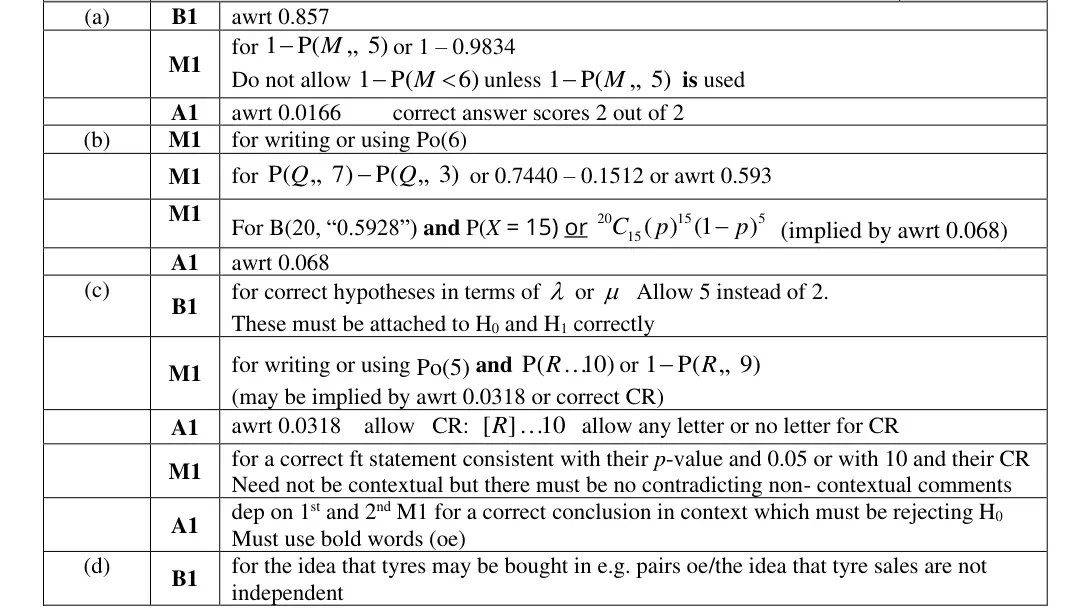 (a) B1 awrt 0.857
M1 for 1 – P(M ,, 5) or 1 – 0.9834
Do not allow 1 – P(M < 6) unless 1 – P(M ,, 5) is used
A1 awrt 0.0166 correct answer scores 2 out of 2
(b) M1 for writing or using Po(6)
M1 for P(Q ,, 7) – P(Q ,, 3) or 0.7440 – 0.1512 or awrt 0.593
M1 For B(20, “0.5928”) and P(X = 15) or ²⁰C₁₅(p)¹⁵(1 – p)⁵ (implied by awrt 0.068)
A1 awrt 0.068
(c) B1 for correct hypotheses in terms of λ or μ Allow 5 instead of 2.
These must be attached to H₀ and H₁ correctly
M1 for writing or using Po(5) and P(R …10) or 1 – P(R ,, 9)
(may be implied by awrt 0.0318 or correct CR)
A1 awrt 0.0318 allow CR: [R] …10 allow any letter or no letter for CR
M1 for a correct ft statement consistent with their p-value and 0.05 or with 10 and their CR
Need not be contextual but there must be no contradicting non- contextual comments
A1 dep on 1st and 2nd M1 for a correct conclusion in context which must be rejecting H₀
Must use bold words (oe)
(d) B1 for the idea that tyres may be bought in e.g. pairs oe/the idea that tyre sales are not
independent